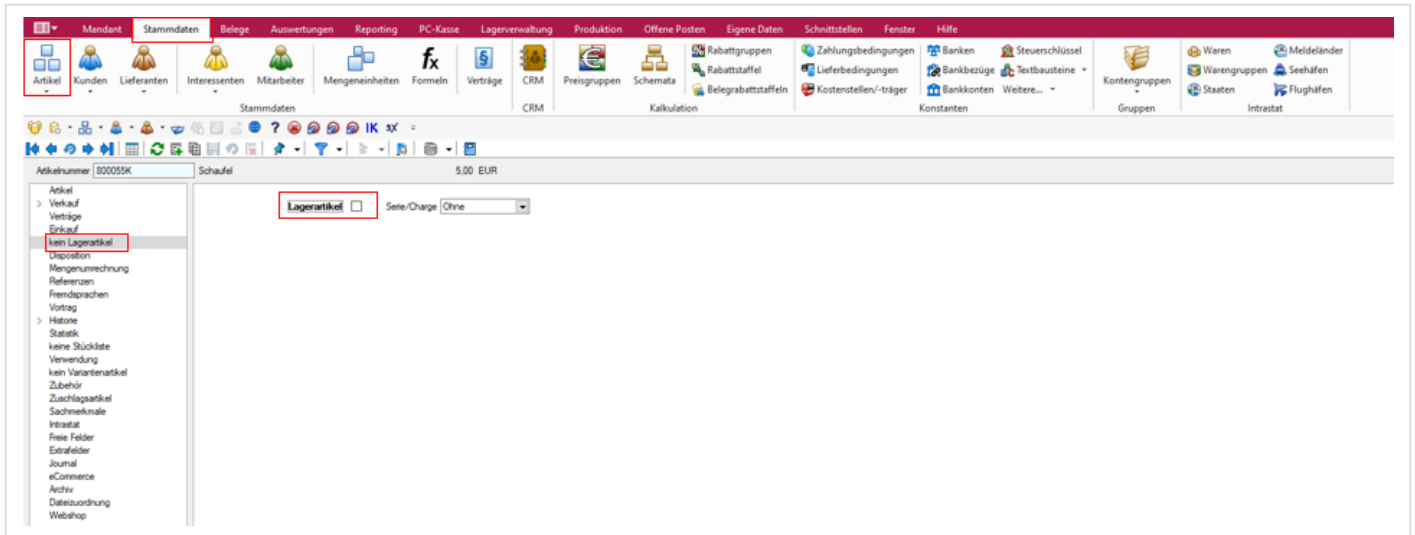 Mandant Stammdaten Belege Auswertungen Reporting PC-Kasse Lagerverwaltung Produktion Offene Posten Eigene Daten Schnittstellen Fenster Hilfe
Artikel Kunden Lieferanten Interessenten Mitarbeiter Mengeneinheiten fx Formeln § Verträge CRM Preisgruppen Schemata
Rabattgruppen Zahlungsbedingungen Banken Steuerschlüssel Kontengruppen Waren Meldeländer
Rabattstaffel Lieferbedingungen Bankbezüge Textbausteine Warengruppen Seehäfen
Belegrabattstaffeln Kostenstellen/-träger Bankkonten Weitere... Staaten Flughäfen
Stammdaten CRM Kalkulation Konstanten Gruppen Intrastat
? IK
Artikelnummer 800055K Schaufel 5,00 EUR
Artikel
> Verkauf
Verträge
Einkauf
kein Lagerartikel
Disposition
Mengenumrechnung
Referenzen
Fremdsprachen
Vortrag
> Historie
Statistik
keine Stückliste
Verwendung
kein Variantenartikel
Zubehör
Zuschlagsartikel
Sachmerkmale
Intrastat
Freie Felder
Extrafelder
Journal
eCommerce
Archiv
Dateizuordnung
Webshop
Lagerartikel Serie/Charge Ohne